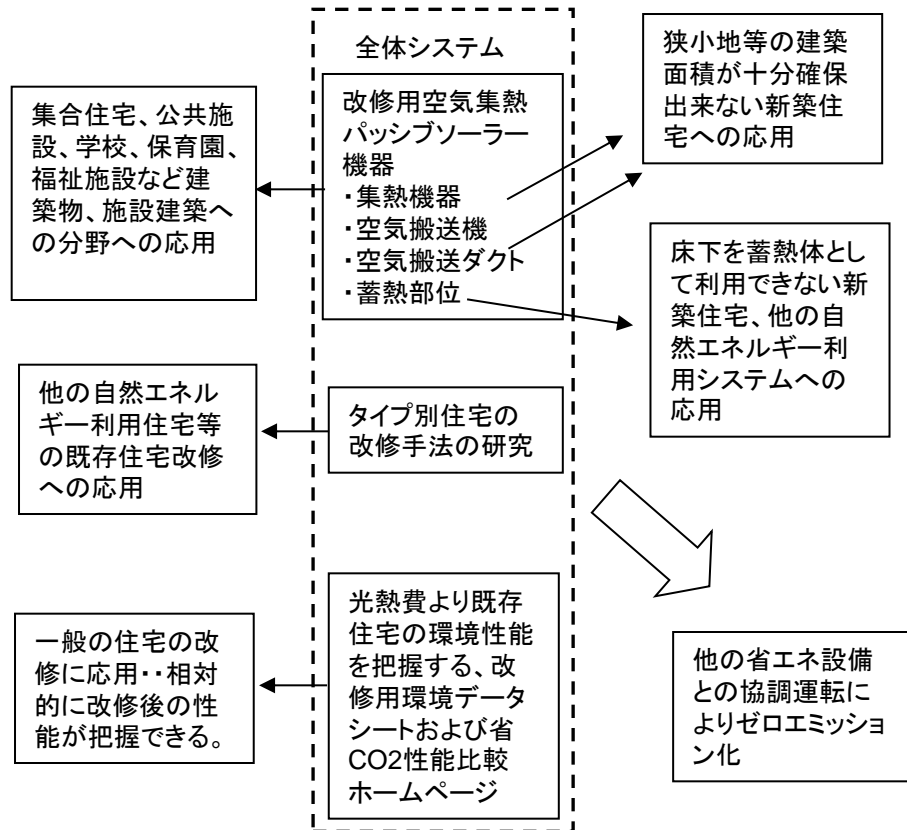 全体システム
改修用空気集熱
パッシブソーラー
機器
・集熱機器
・空気搬送機
・空気搬送ダクト
・蓄熱部位
集合住宅、公共施
設、学校、保育園、
福祉施設など建
築物、施設建築へ
の分野への応用
狭小地等の建築
面積が十分確保
出来ない新築住
宅への応用
床下を蓄熱体とし
て利用できない新
築住宅、他の自
然エネルギー利
用システムへの
応用
他の自然エネル
ギー利用住宅等
の既存住宅改修
への応用
タイプ別住宅の
改修手法の研究
一般の住宅の改
修に応用・・相対
的に改修後の性
能が把握できる。
光熱費より既存
住宅の環境性能
を把握する、改
修用環境データ
シートおよび省
CO2性能比較
ホームページ
他の省エネ設備
との協調運転に
よりゼロエミッショ
ン化